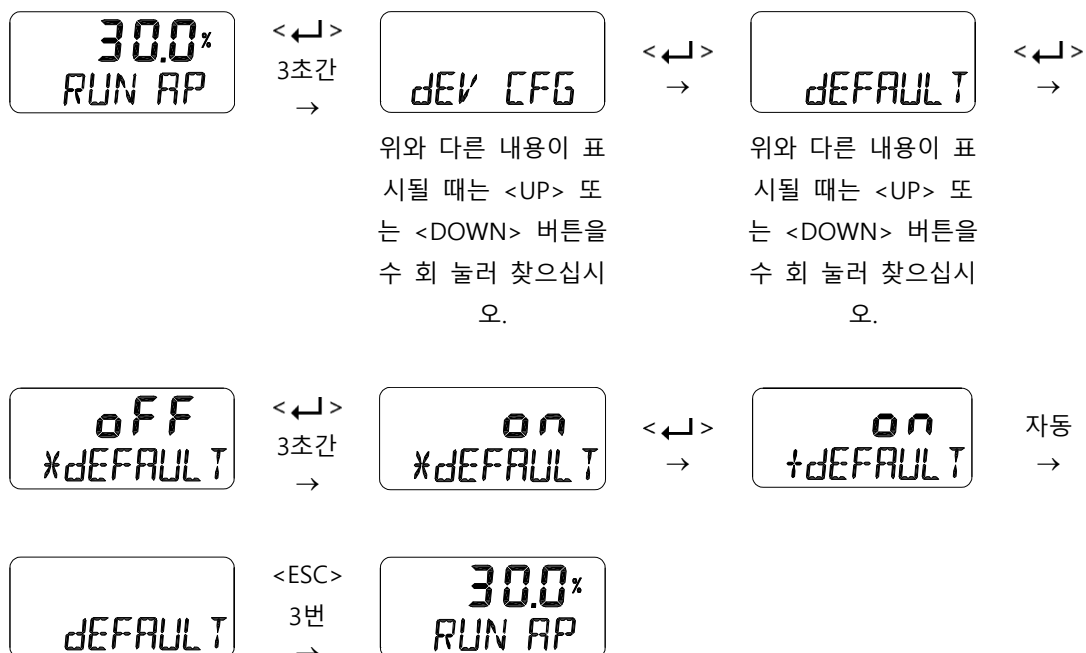 30.0%
RUN AP
<↵>
3초간
→
dEV CFG
<↵>
→
dEFAULT
<↵>
→
위와 다른 내용이 표
시될 때는 <UP> 또
는 <DOWN> 버튼을
수 회 눌러 찾으십시
오.
위와 다른 내용이 표
시될 때는 <UP> 또
는 <DOWN> 버튼을
수 회 눌러 찾으십시
오.
oFF
*dEFAULT
<↵>
3초간
→
on
*dEFAULT
<↵>
→
on
+dEFAULT
자동
→
dEFAULT
<ESC>
3번
→
30.0%
RUN AP